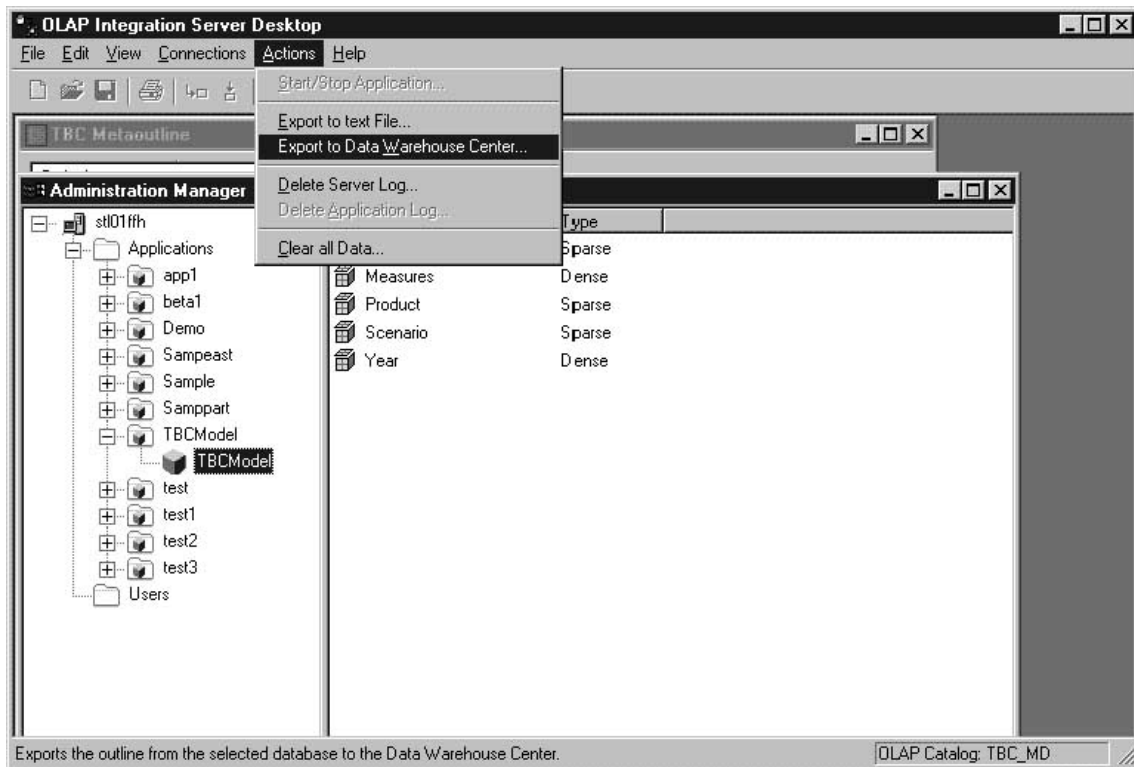 OLAP Integration Server Desktop
File Edit View Connections Actions Help
Start/Stop Application...
Export to text File...
Export to Data Warehouse Center...
Delete Server Log...
Delete Application Log...
Clear all Data...
TBC Metaoutline
Administration Manager
stl01ffh
Applications
app1
beta1
Demo
Sampeast
Sample
Samppart
TBCModel
TBCModel
test
test1
test2
test3
Users
Type
Sparse
Measures Dense
Product Sparse
Scenario Sparse
Year Dense
Exports the outline from the selected database to the Data Warehouse Center.
OLAP Catalog: TBC_MD